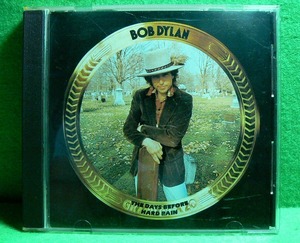 BOB DYLAN
THE DAYS BEFORE
HARD RAIN